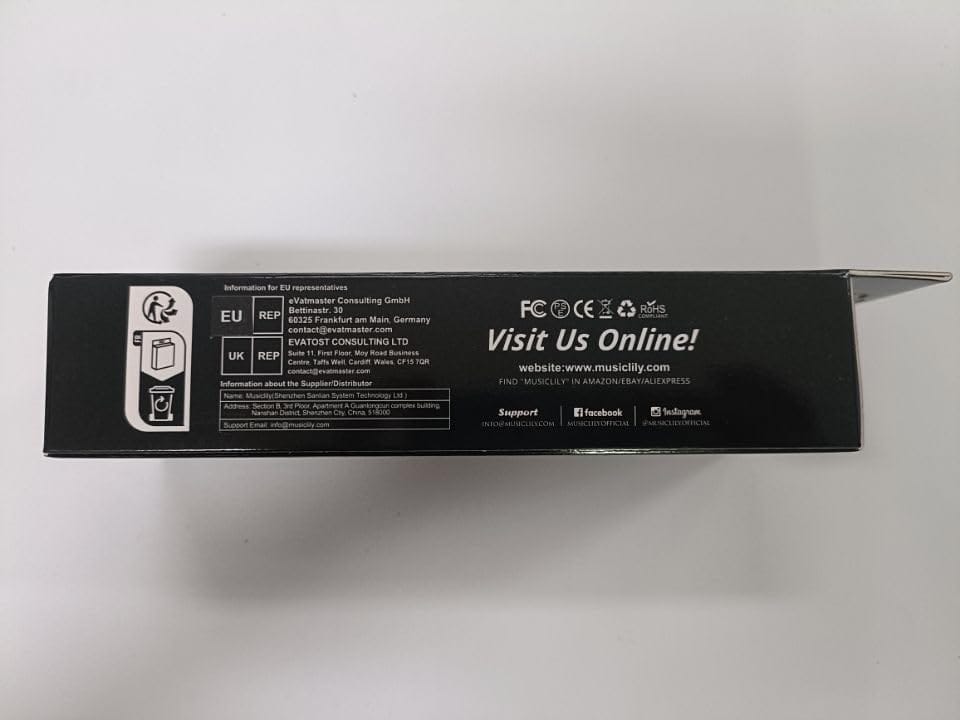 Information for EU representatives
EU REP
eVatmaster Consulting GmbH
Bettinastr. 30
60325 Frankfurt am Main, Germany
contact@evatmaster.com
UK REP
EVATOST CONSULTING LTD
Suite 11, First Floor, Moy Road Business
Centre, Taffs Well, Cardiff, Wales, CF15 7QR
contact@evatmaster.com
Information about the Supplier/Distributor
Name: Musiclily(Shenzhen Sanlian System Technology Ltd )
Address: Section B, 3rd Floor, Apartment A Guanlongcun complex building,
Nanshan District, Shenzhen City, China, 518000
Support Email: info@musiclily.com
FC PSE CE RoHS
COMPLIANT
Visit Us Online!
website:www.musiclily.com
FIND "MUSICLILY" IN AMAZON/EBAY/ALIEXPRESS
Support
INFO@MUSICLILY.COM
facebook
MUSICLILYOFFICIAL
Instagram
@MUSICLILYOFFICIAL